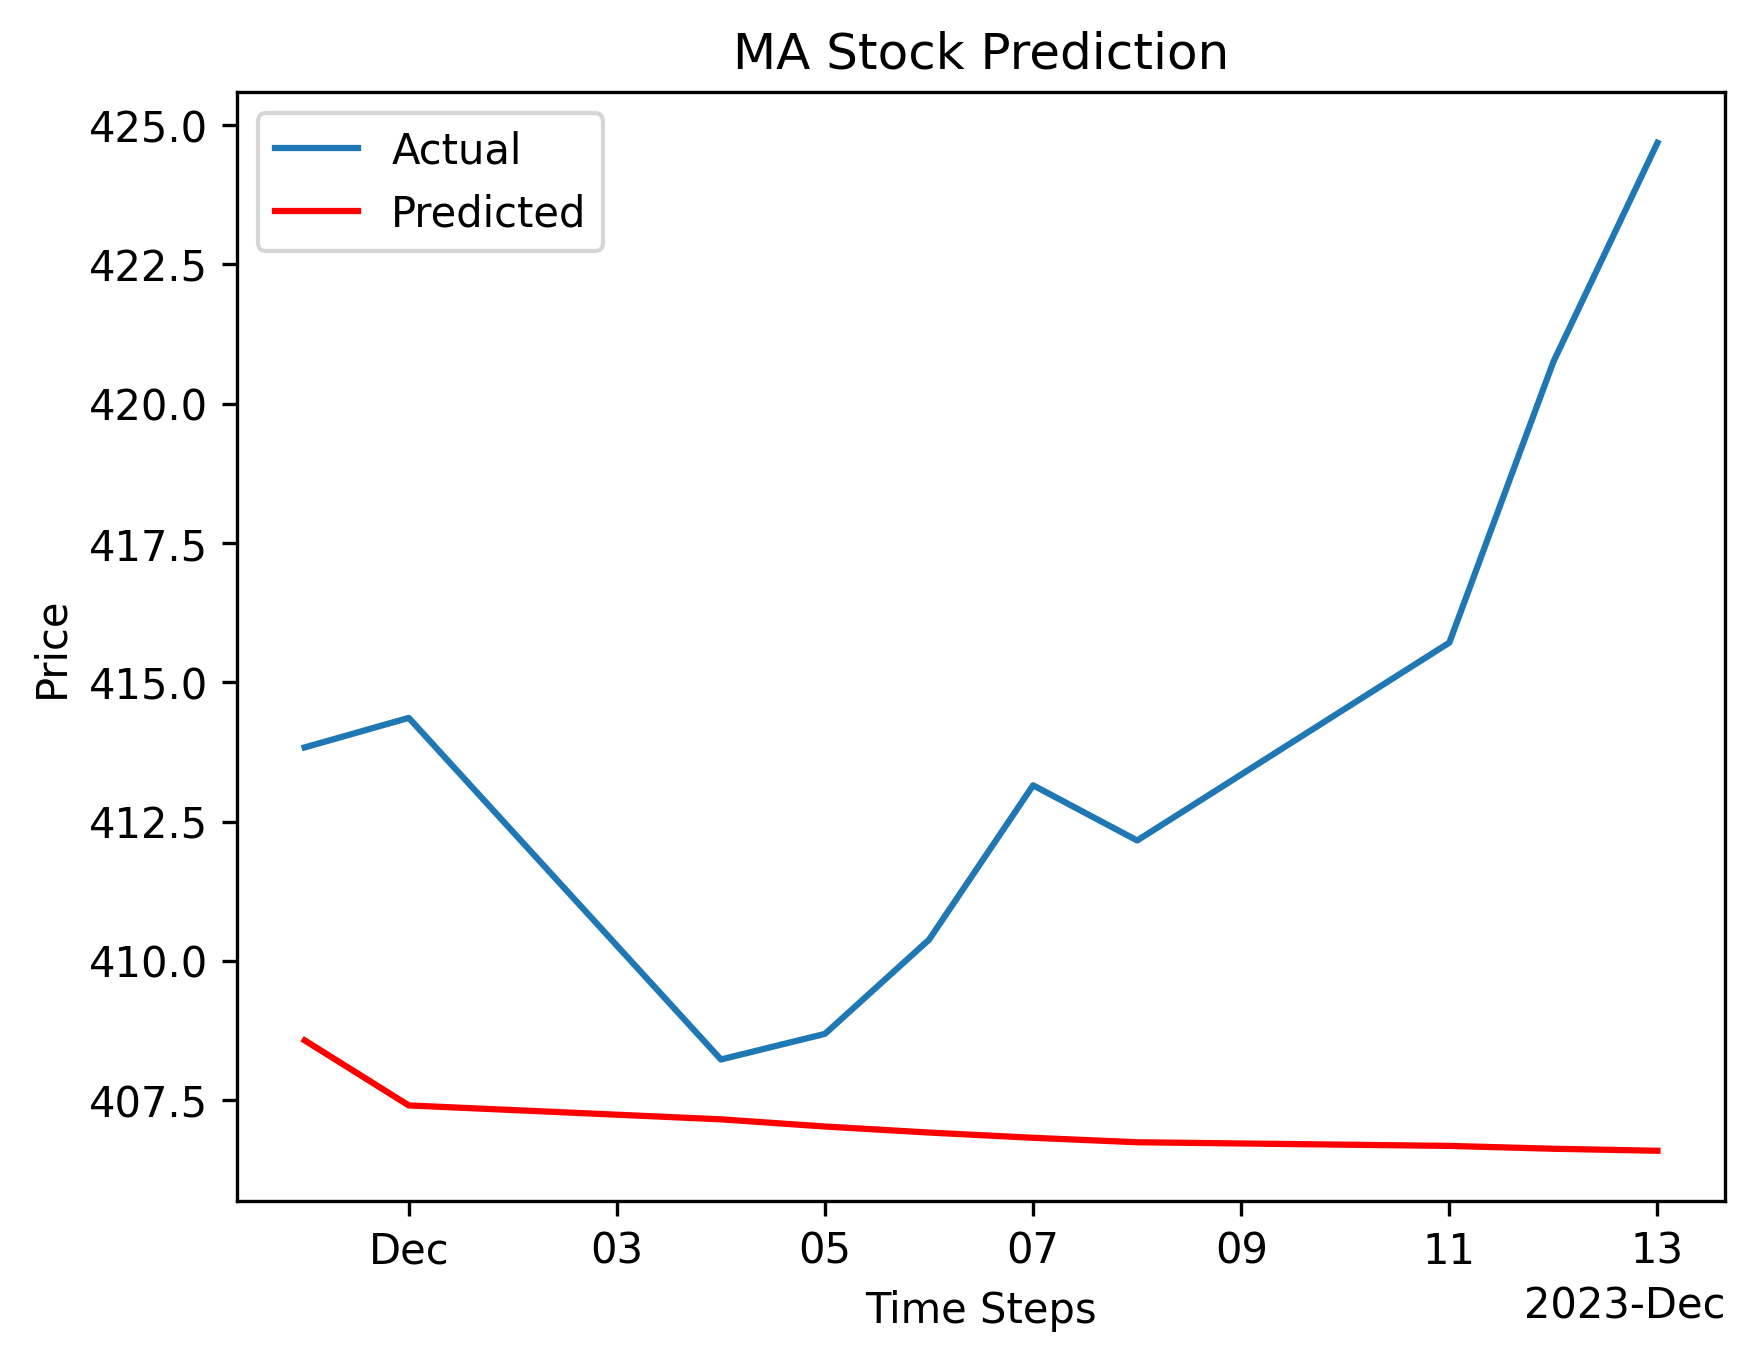 MA Stock Prediction
Actual
Predicted
425.0
422.5
420.0
417.5
415.0
412.5
410.0
407.5
Price
Dec 03 05 07 09 11 13
2023-Dec
Time Steps